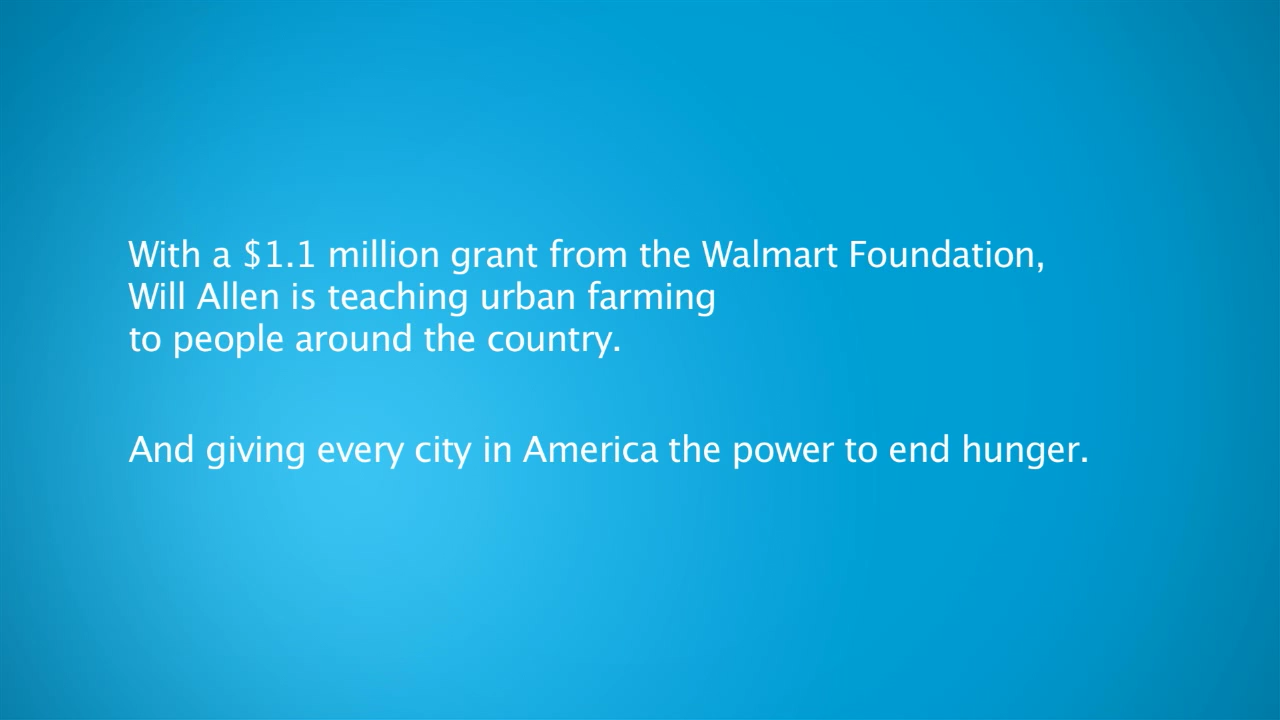 With a $1.1 million grant from the Walmart Foundation,
Will Allen is teaching urban farming
to people around the country.
And giving every city in America the power to end hunger.